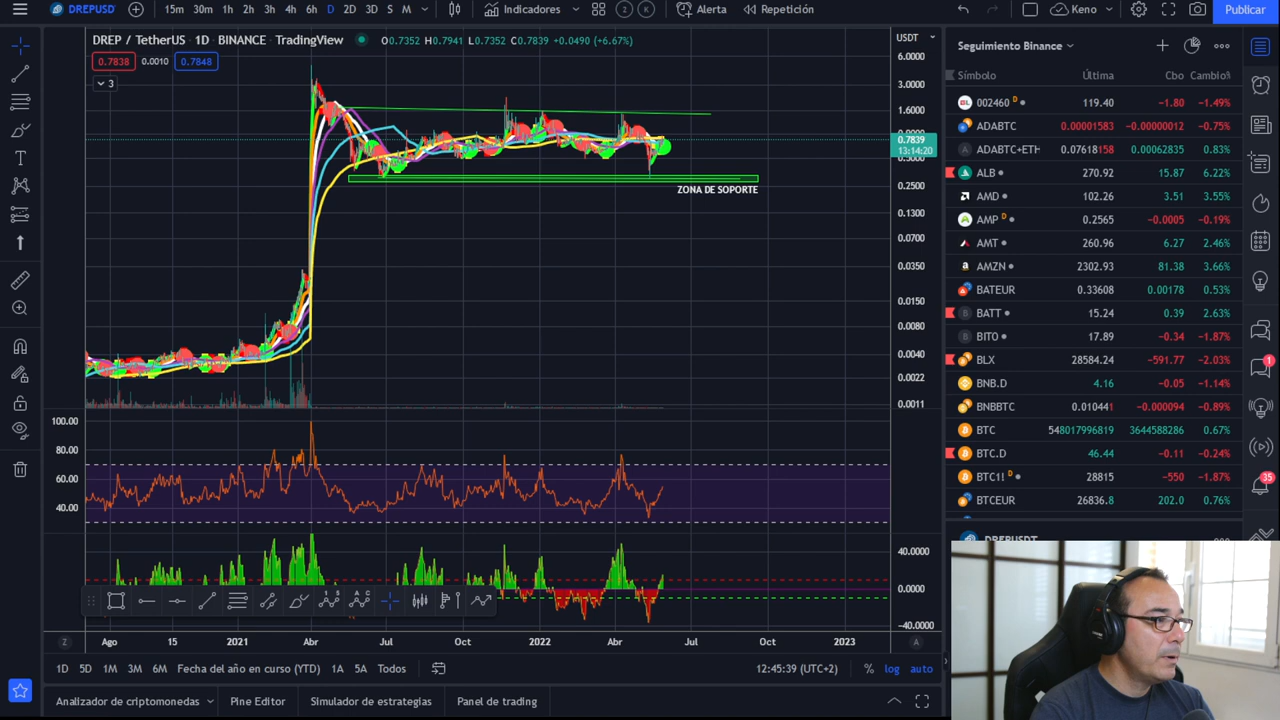 DREPUSD 15m 30m 1h 2h 3h 4h 6h D 2D 3D S M Indicadores 2 K Alerta Repetición Keno Publicar
DREP / TetherUS · 1D · BINANCE · TradingView O0.7352 H0.7941 L0.7352 C0.7839 +0.0490 (+6.67%)
0.7838 0.0010 0.7848
3
USDT
6.0000
3.0000
1.6000
0.7839
13:14:20
0.2500
0.1300
0.0700
0.0350
0.0150
0.0080
0.0040
0.0022
0.0011
ZONA DE SOPORTE
100.00
80.00
60.00
40.00
40.0000
0.0000
-40.0000
Ago 15 2021 Abr Jul Oct 2022 Abr Jul Oct 2023
Z
A
1D 5D 1M 3M 6M Fecha del año en curso (YTD) 1A 5A Todos 12:45:39 (UTC+2) % log auto
Analizador de criptomonedas Pine Editor Simulador de estrategias Panel de trading
Seguimiento Binance
Símbolo Última Cbo Cambio%
002460 D 119.40 -1.80 -1.49%
ADABTC 0.00001583 -0.00000012 -0.75%
ADABTC+ETH 0.07618158 0.00062835 0.83%
ALB 270.92 15.87 6.22%
AMD 102.26 3.51 3.55%
AMP D 0.2565 -0.0005 -0.19%
AMT 260.96 6.27 2.46%
AMZN 2302.93 81.38 3.66%
BATEUR 0.33608 0.00178 0.53%
BATT 15.24 0.39 2.63%
BITO 17.89 -0.34 -1.87%
BLX 28584.24 -591.77 -2.03%
BNB.D 4.16 -0.05 -1.14%
BNBBTC 0.010441 -0.000094 -0.89%
BTC 548017996819 3644588286 0.67%
BTC.D 46.44 -0.11 -0.24%
BTC1! D 28815 -550 -1.87%
BTCEUR 26836.8 202.0 0.76%
DREPUSDT
1
35